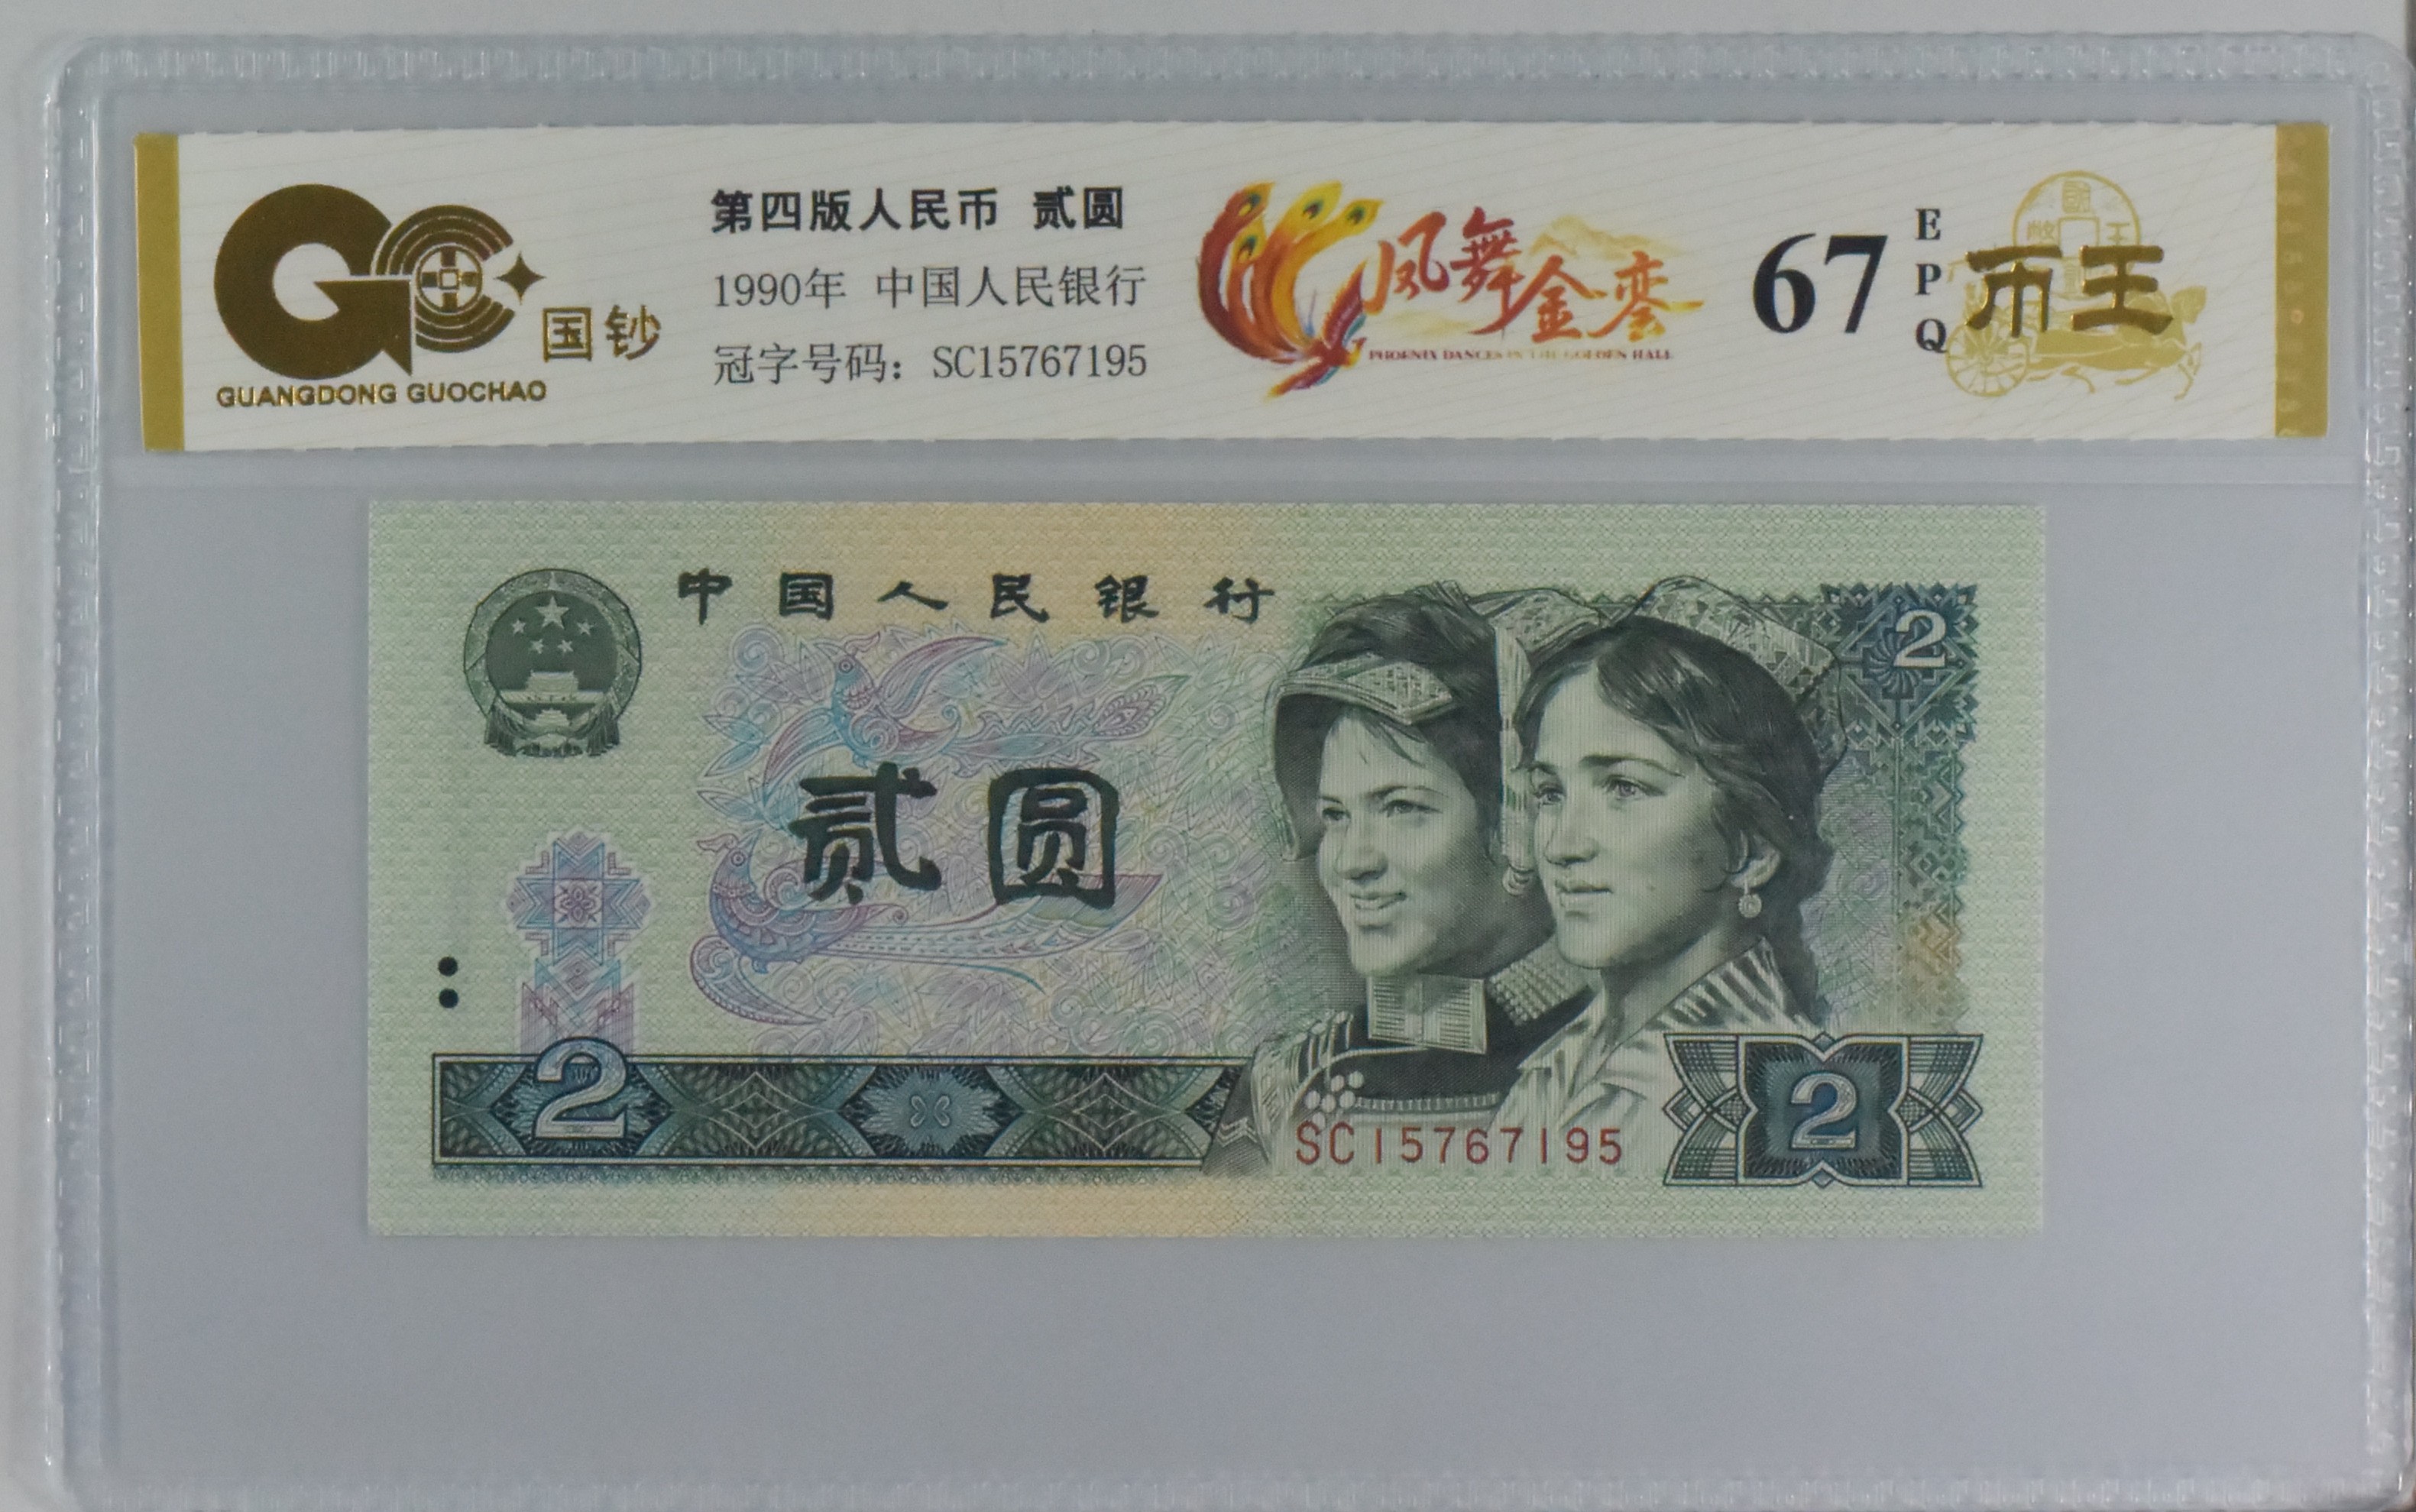 国钞
GUANGDONG GUOCHAO
第四版人民币 贰圆
1990年 中国人民银行
冠字号码：SC15767195
凤舞金銮
PHOENIX DANCES IN THE GOLDEN HALL
67
EPQ
币王
中国人民银行
2
贰圆
2
SC15767195
2